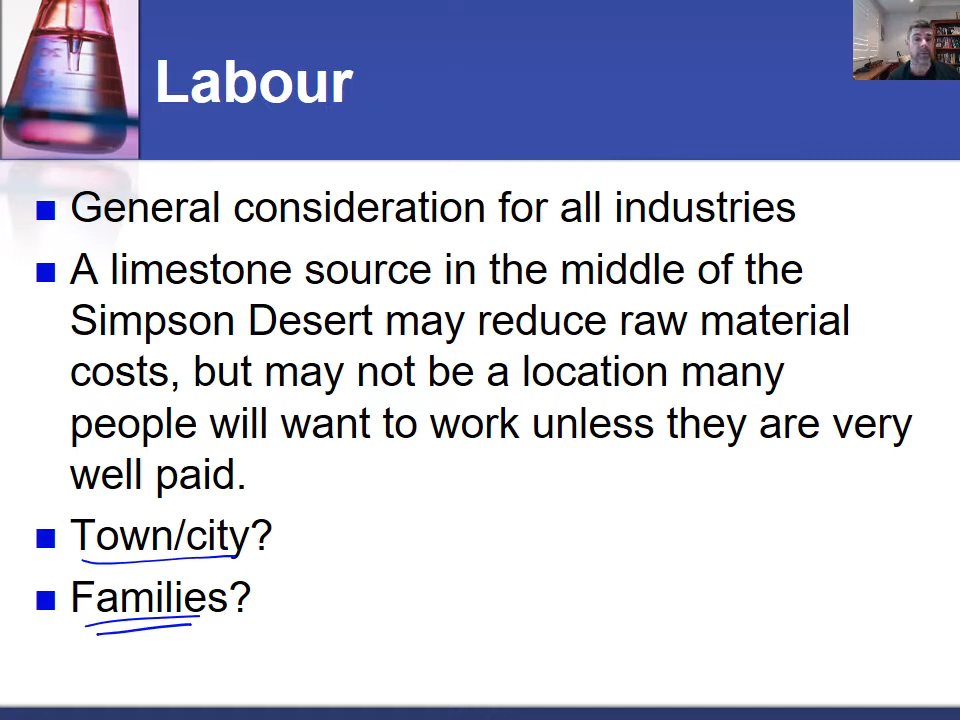 Labour
General consideration for all industries
A limestone source in the middle of the
Simpson Desert may reduce raw material
costs, but may not be a location many
people will want to work unless they are very
well paid.
Town/city?
Families?